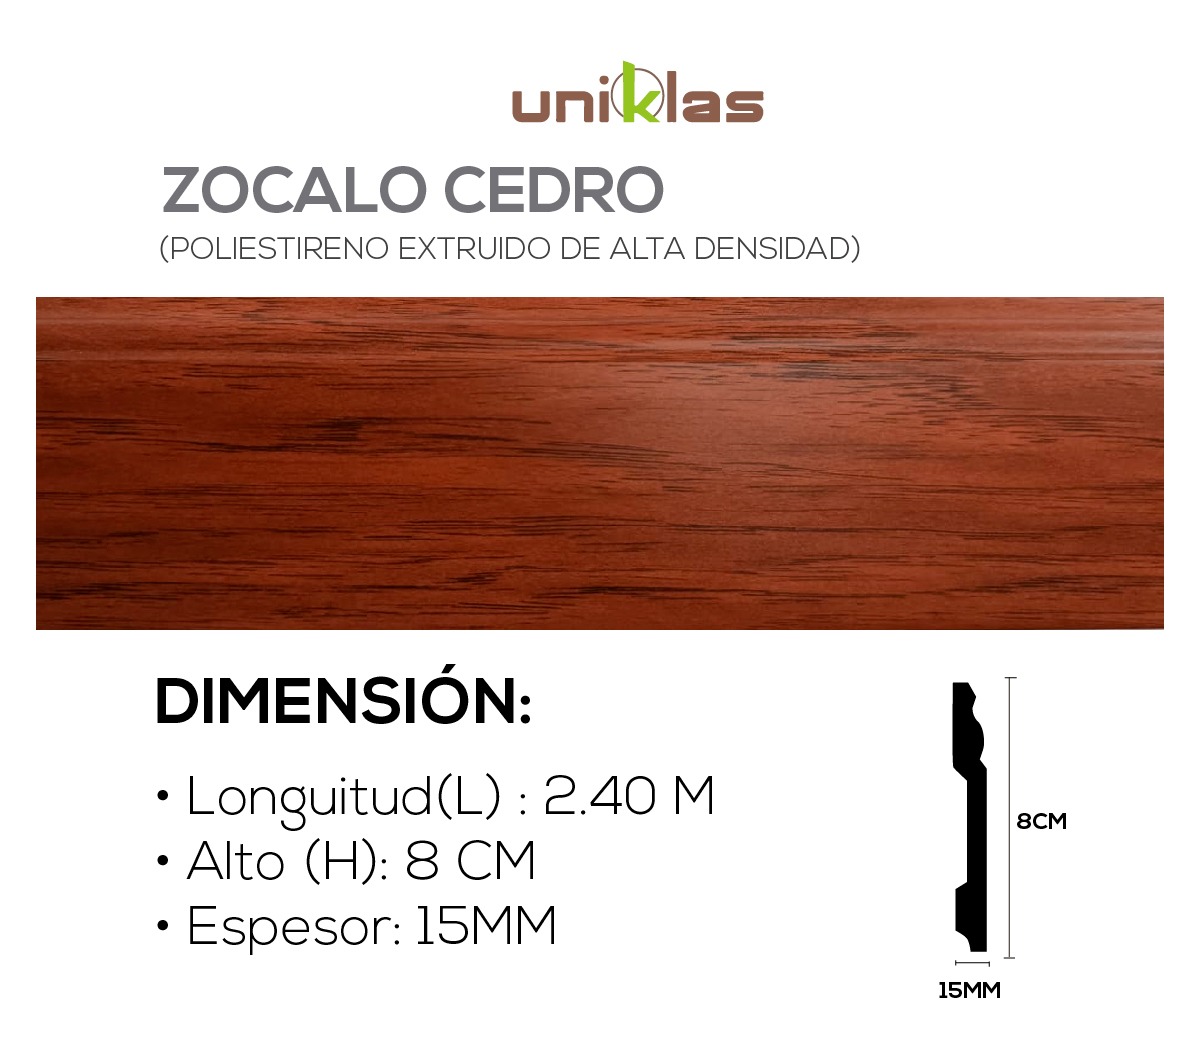 uniklas
ZOCALO CEDRO
(POLIESTIRENO EXTRUIDO DE ALTA DENSIDAD)
DIMENSIÓN:
• Longuitud(L) : 2.40 M
• Alto (H): 8 CM
• Espesor: 15MM
8CM
15MM